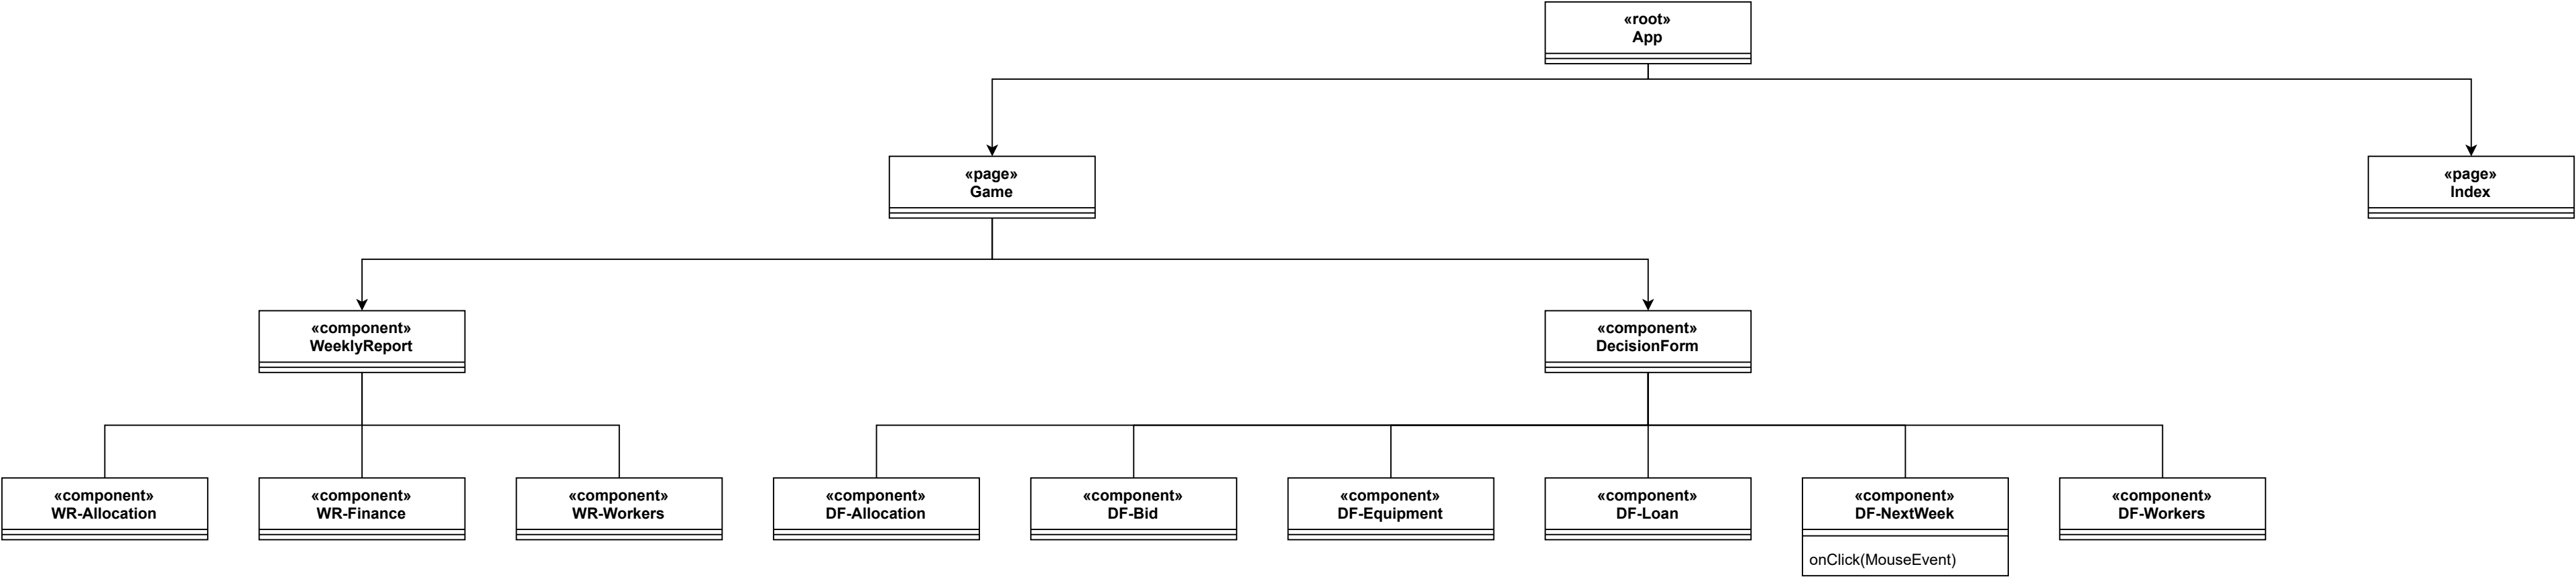 «root»
App
«page»
Game
«page»
Index
«component»
WeeklyReport
«component»
DecisionForm
«component»
WR-Allocation
«component»
WR-Finance
«component»
WR-Workers
«component»
DF-Allocation
«component»
DF-Bid
«component»
DF-Equipment
«component»
DF-Loan
«component»
DF-NextWeek
onClick(MouseEvent)
«component»
DF-Workers